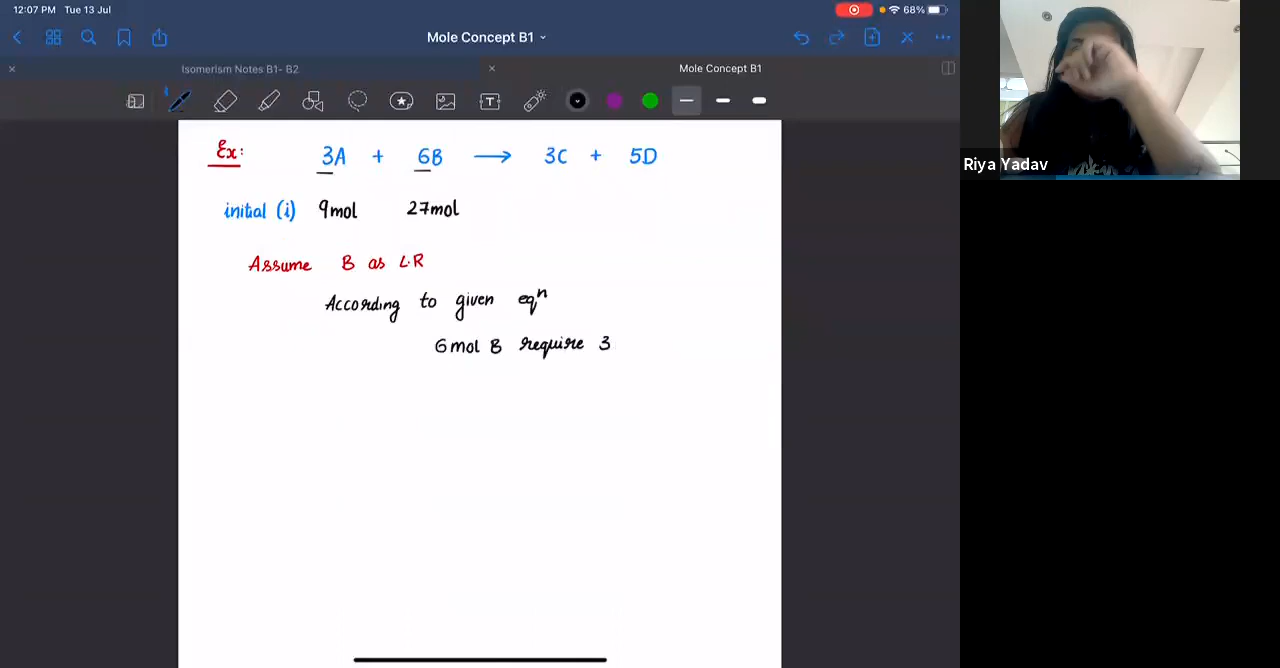 12:07 PM Tue 13 Jul
68%
Mole Concept B1
Isomerism Notes B1- B2
Mole Concept B1
Riya Yadav
Ex:
3A + 6B → 3C + 5D
initial (i) 9mol 27mol
Assume B as L.R
According to given eqⁿ
6mol B require 3